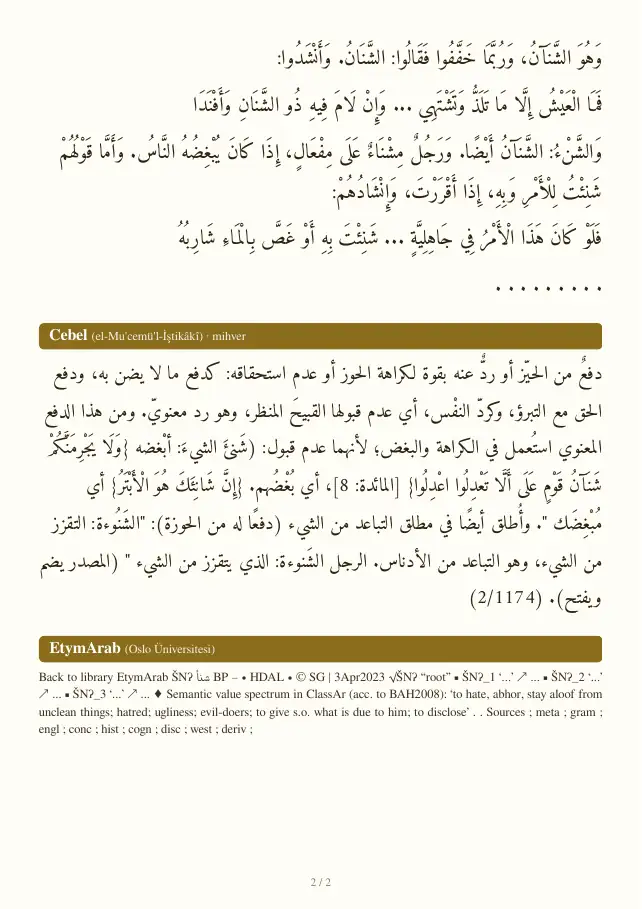 وَهُوَ الشَّنَآنُ، وَرُبَّمَا خَفَّفُوا فَقَالُوا: الشَّنَانُ. وَأَنْشَدُوا:
فَمَا الْعَيْشُ إِلَّا مَا تَلَذُّ وَتَشْتَهِي ... وَإِنْ لَامَ فِيهِ ذُو الشَّنَانِ وَأَفْنَدَا
وَالشَّنْءُ: الشَّنَآنُ أَيْضًا. وَرَجُلٌ مِشْنَاءٌ عَلَى مِفْعَالٍ، إِذَا كَانَ يُبْغِضُهُ النَّاسُ. وَأَمَّا قَوْلُهُمْ
شَنِئْتُ لِلْأَمْرِ وَبِهِ، إِذَا أَقْرَرْتَ، وَإِنْشَادُهُمْ:
فَلَوْ كَانَ هَذَا الْأَمْرُ فِي جَاهِلِيَّةٍ ... شَنِئْتَ بِهِ أَوْ غَصَّ بِالْمَاءِ شَارِبُهُ
. . . . . . . . .
Cebel (el-Mu'cemü'l-İştikâkî) · mihver
دفعٌ من الحيّز أو ردٌّ عنه بقوة لكراهة الحوز أو عدم استحقاقه: كدفع ما لا يضن به، ودفع
الحق مع التبرؤ، وكردّ النفْس، أي عدم قبولها القبيحَ المنظر، وهو رد معنويّ. ومن هذا الدفع
المعنوي استُعمل في الكراهة والبغض؛ لأنهما عدم قبول: (شَنِئَ الشيءَ: أبْغضه {وَلَا يَجْرِمَنَّكُمْ
شَنَآنُ قَوْمٍ عَلَى أَلَّا تَعْدِلُوا اعْدِلُوا} [المائدة: 8]، أي بُغْضُهم. {إِنَّ شَانِئَكَ هُوَ الْأَبْتَرُ} أي
مُبْغِضَك ". وأُطلق أيضًا في مطلق التباعد من الشيء (دفعًا له من الحوزة): "الشَنُوءة: التقزز
من الشيء، وهو التباعد من الأدناس. الرجل الشَنوءة: الذي يتقزز من الشيء " (المصدر يضم
ويفتح). (2/1174)
EtymArab (Oslo Üniversitesi)
Back to library EtymArab ŠNʔ شنأ BP – • HDAL • © SG | 3Apr2023 √ŠNʔ “root” ▪ ŠNʔ_1 ‘...’ ↗ ... ▪ ŠNʔ_2 ‘...’
↗ ... ▪ ŠNʔ_3 ‘...’ ↗ ... ♦ Semantic value spectrum in ClassAr (acc. to BAH2008): ‘to hate, abhor, stay aloof from
unclean things; hatred; ugliness; evil-doers; to give s.o. what is due to him; to disclose’ . . Sources ; meta ; gram ;
engl ; conc ; hist ; cogn ; disc ; west ; deriv ;
2 / 2